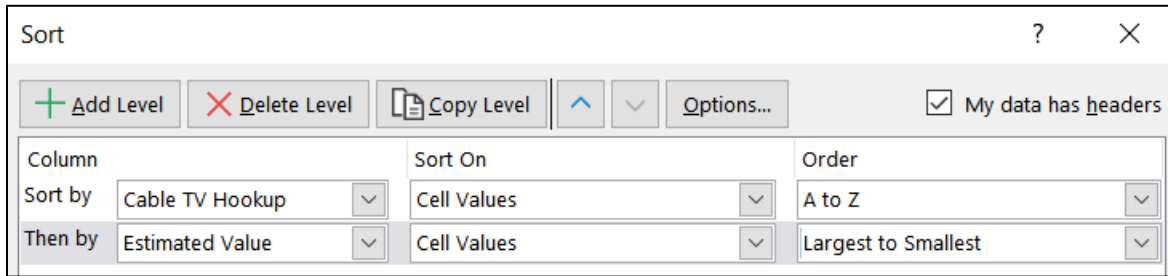 Sort ?
Add Level Delete Level Copy Level Options... My data has headers
Column Sort On Order
Sort by Cable TV Hookup Cell Values A to Z
Then by Estimated Value Cell Values Largest to Smallest